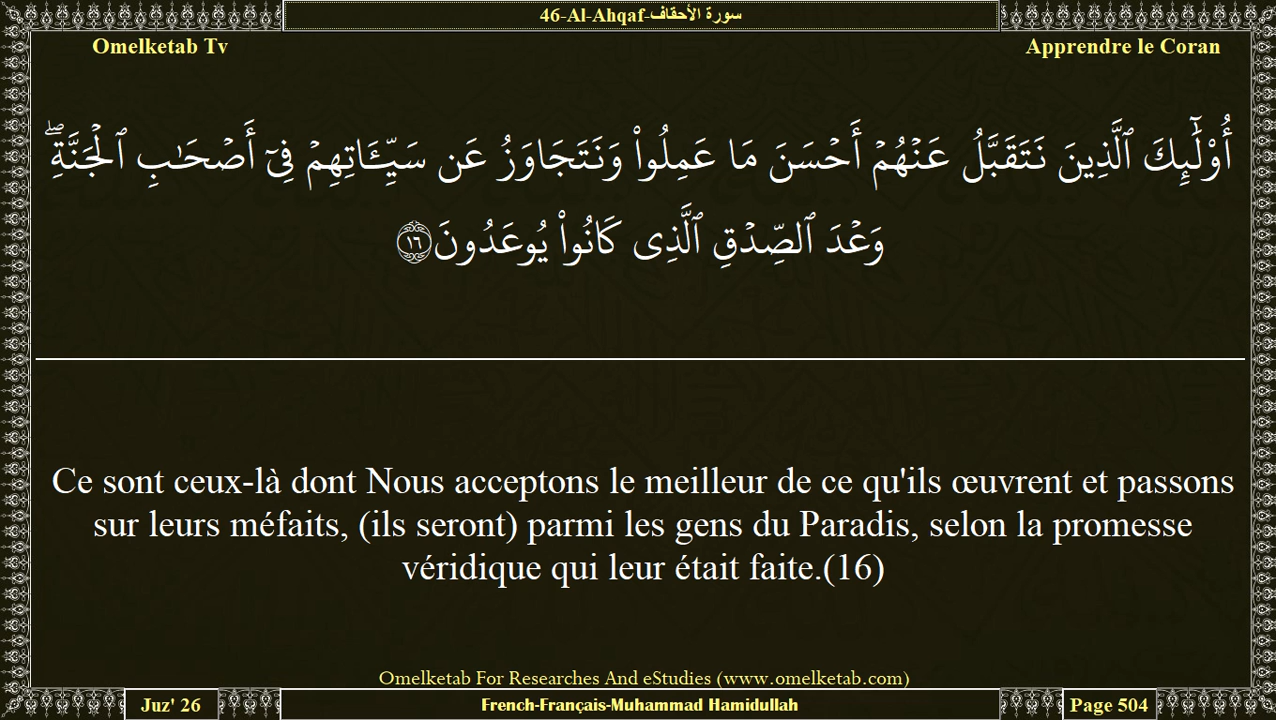 46-Al-Ahqaf-سورة الأحقاف
Omelketab Tv
Apprendre le Coran
أُو۟لَٰٓئِكَ ٱلَّذِينَ نَتَقَبَّلُ عَنْهُمْ أَحْسَنَ مَا عَمِلُوا۟ وَنَتَجَاوَزُ عَن سَيِّـَٔاتِهِمْ فِىٓ أَصْحَٰبِ ٱلْجَنَّةِ ۖ
وَعْدَ ٱلصِّدْقِ ٱلَّذِى كَانُوا۟ يُوعَدُونَ ١٦
Ce sont ceux-là dont Nous acceptons le meilleur de ce qu'ils œuvrent et passons
sur leurs méfaits, (ils seront) parmi les gens du Paradis, selon la promesse
véridique qui leur était faite.(16)
Omelketab For Researches And eStudies (www.omelketab.com)
Juz' 26
French-Français-Muhammad Hamidullah
Page 504